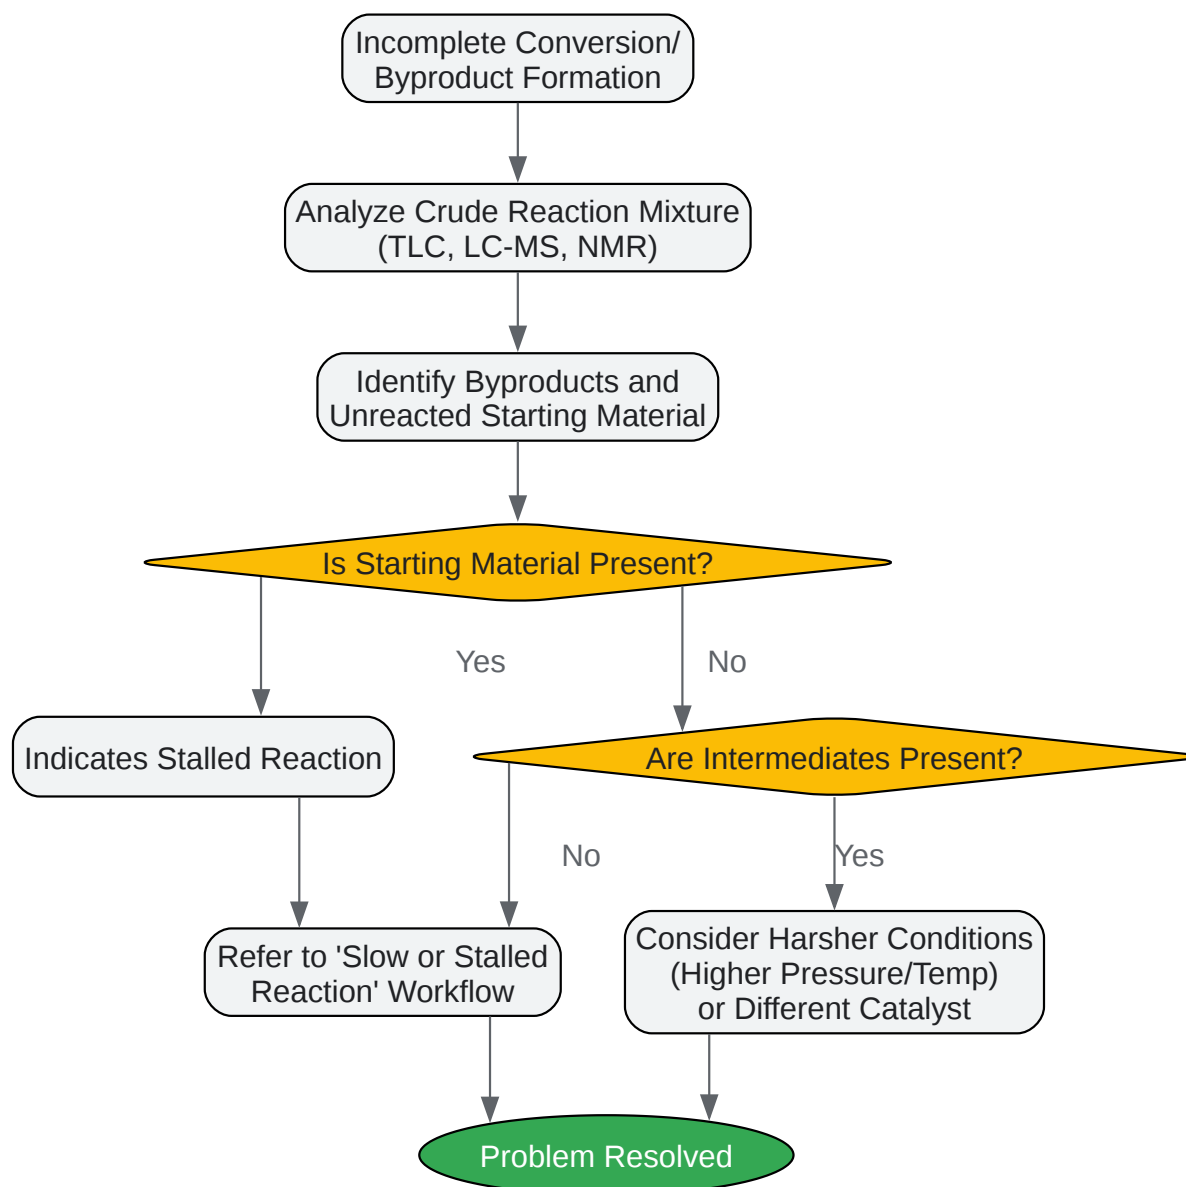 Incomplete Conversion/
Byproduct Formation
Analyze Crude Reaction Mixture
(TLC, LC-MS, NMR)
Identify Byproducts and
Unreacted Starting Material
Is Starting Material Present?
Yes
No
Indicates Stalled Reaction
Are Intermediates Present?
No
Yes
Refer to 'Slow or Stalled
Reaction' Workflow
Consider Harsher Conditions
(Higher Pressure/Temp)
or Different Catalyst
Problem Resolved